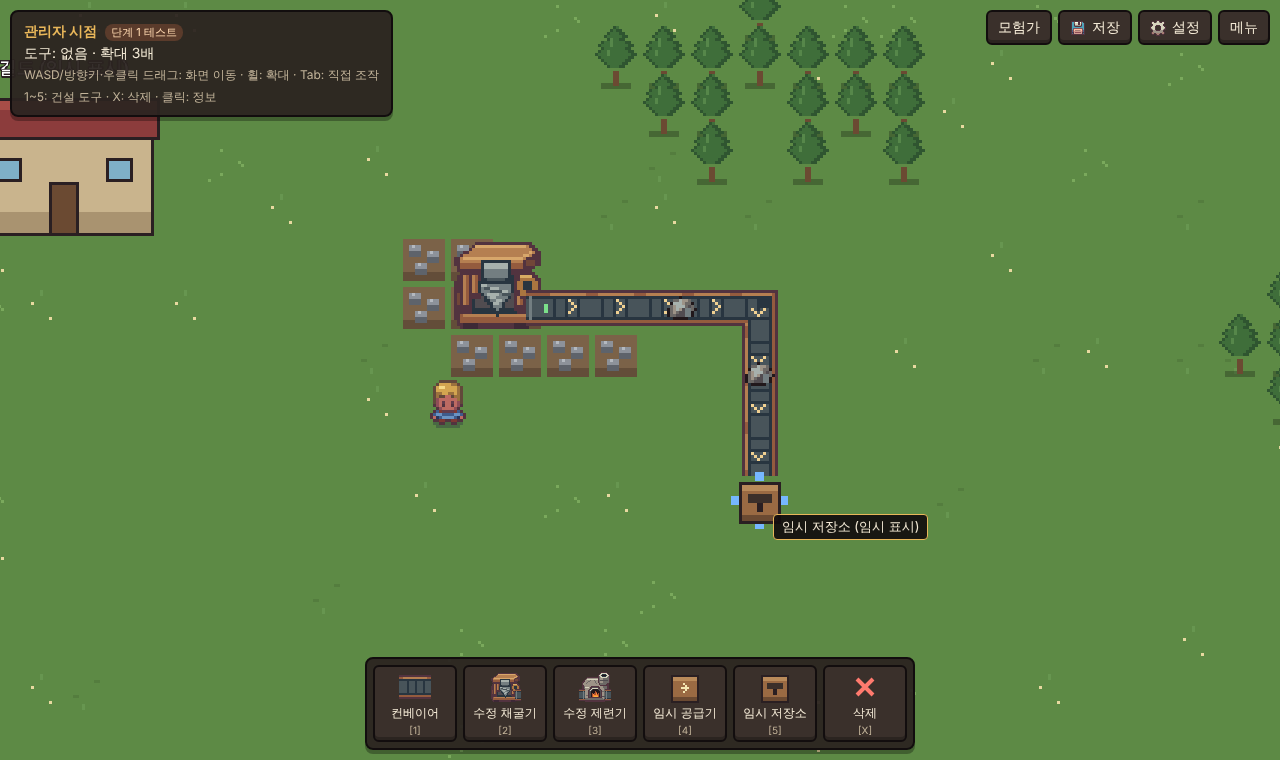 관리자 시점 단계 1 테스트
도구: 없음 · 확대 3배
WASD/방향키·우클릭 드래그: 화면 이동 · 휠: 확대 · Tab: 직접 조작
1~5: 건설 도구 · X: 삭제 · 클릭: 정보
모험가
저장
설정
메뉴
임시 저장소 (임시 표시)
컨베이어
[1]
수정 채굴기
[2]
수정 제련기
[3]
임시 공급기
[4]
임시 저장소
[5]
삭제
[X]